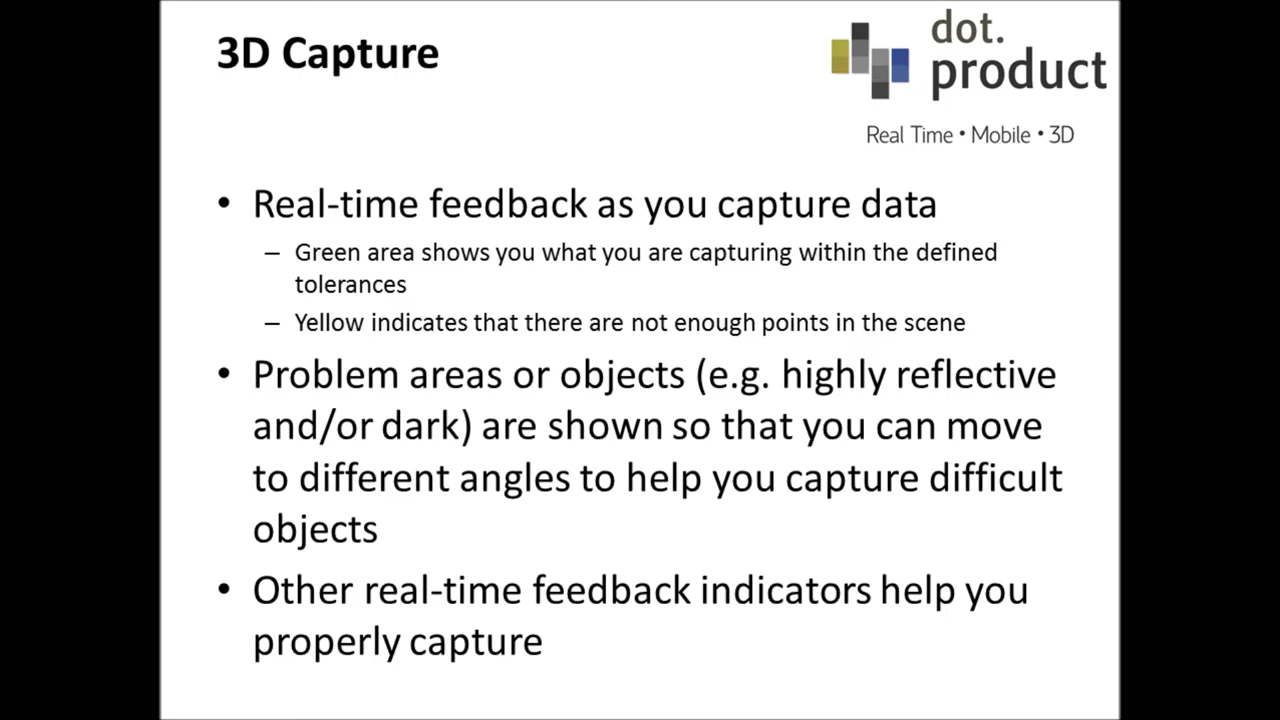 3D Capture
dot.
product
Real Time • Mobile • 3D
• Real-time feedback as you capture data
– Green area shows you what you are capturing within the defined
tolerances
– Yellow indicates that there are not enough points in the scene
• Problem areas or objects (e.g. highly reflective
and/or dark) are shown so that you can move
to different angles to help you capture difficult
objects
• Other real-time feedback indicators help you
properly capture